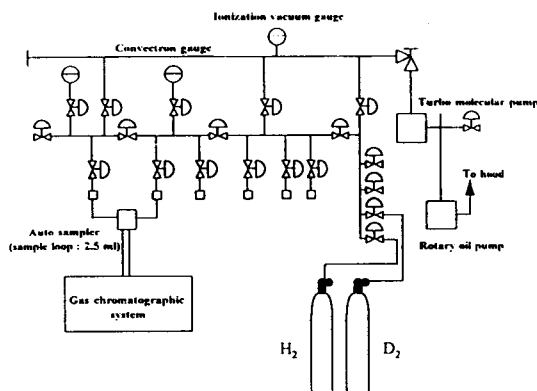 Ionization vacuum gauge
Convectron gauge
Turbo molecular pump
To hood
Auto sampler
(sample loop : 2.5 ml)
Rotary oil pump
Gas chromatographic
system
H₂
D₂